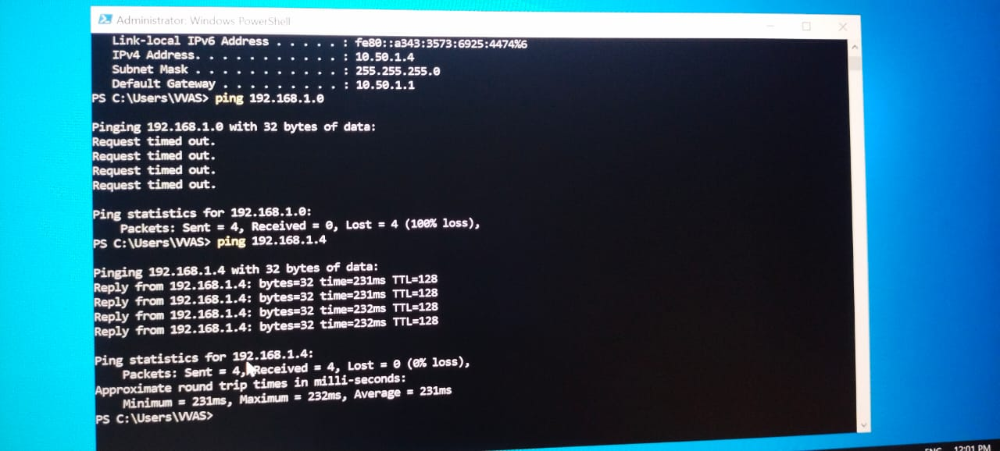 Administrator: Windows PowerShell
Link-local IPv6 Address . . . . . : fe80::a343:3573:6925:4474%6
IPv4 Address. . . . . . . . . . . : 10.50.1.4
Subnet Mask . . . . . . . . . . . : 255.255.255.0
Default Gateway . . . . . . . . . : 10.50.1.1
PS C:\Users\VVAS> ping 192.168.1.0
Pinging 192.168.1.0 with 32 bytes of data:
Request timed out.
Request timed out.
Request timed out.
Request timed out.
Ping statistics for 192.168.1.0:
Packets: Sent = 4, Received = 0, Lost = 4 (100% loss),
PS C:\Users\VVAS> ping 192.168.1.4
Pinging 192.168.1.4 with 32 bytes of data:
Reply from 192.168.1.4: bytes=32 time=231ms TTL=128
Reply from 192.168.1.4: bytes=32 time=231ms TTL=128
Reply from 192.168.1.4: bytes=32 time=232ms TTL=128
Reply from 192.168.1.4: bytes=32 time=232ms TTL=128
Ping statistics for 192.168.1.4:
Packets: Sent = 4, Received = 4, Lost = 0 (0% loss),
Approximate round trip times in milli-seconds:
Minimum = 231ms, Maximum = 232ms, Average = 231ms
PS C:\Users\VVAS>
ENG 12:01 PM